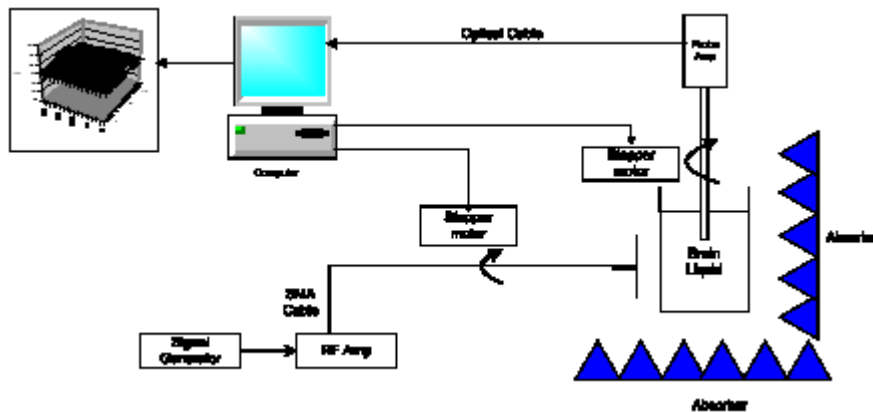 Optical Cable
Probe
Amp
Stepper
motor
Computer
Stepper
motor
Absorber
Brain
Liquid
SMA
Cable
Signal
Generator
RF Amp
Absorber